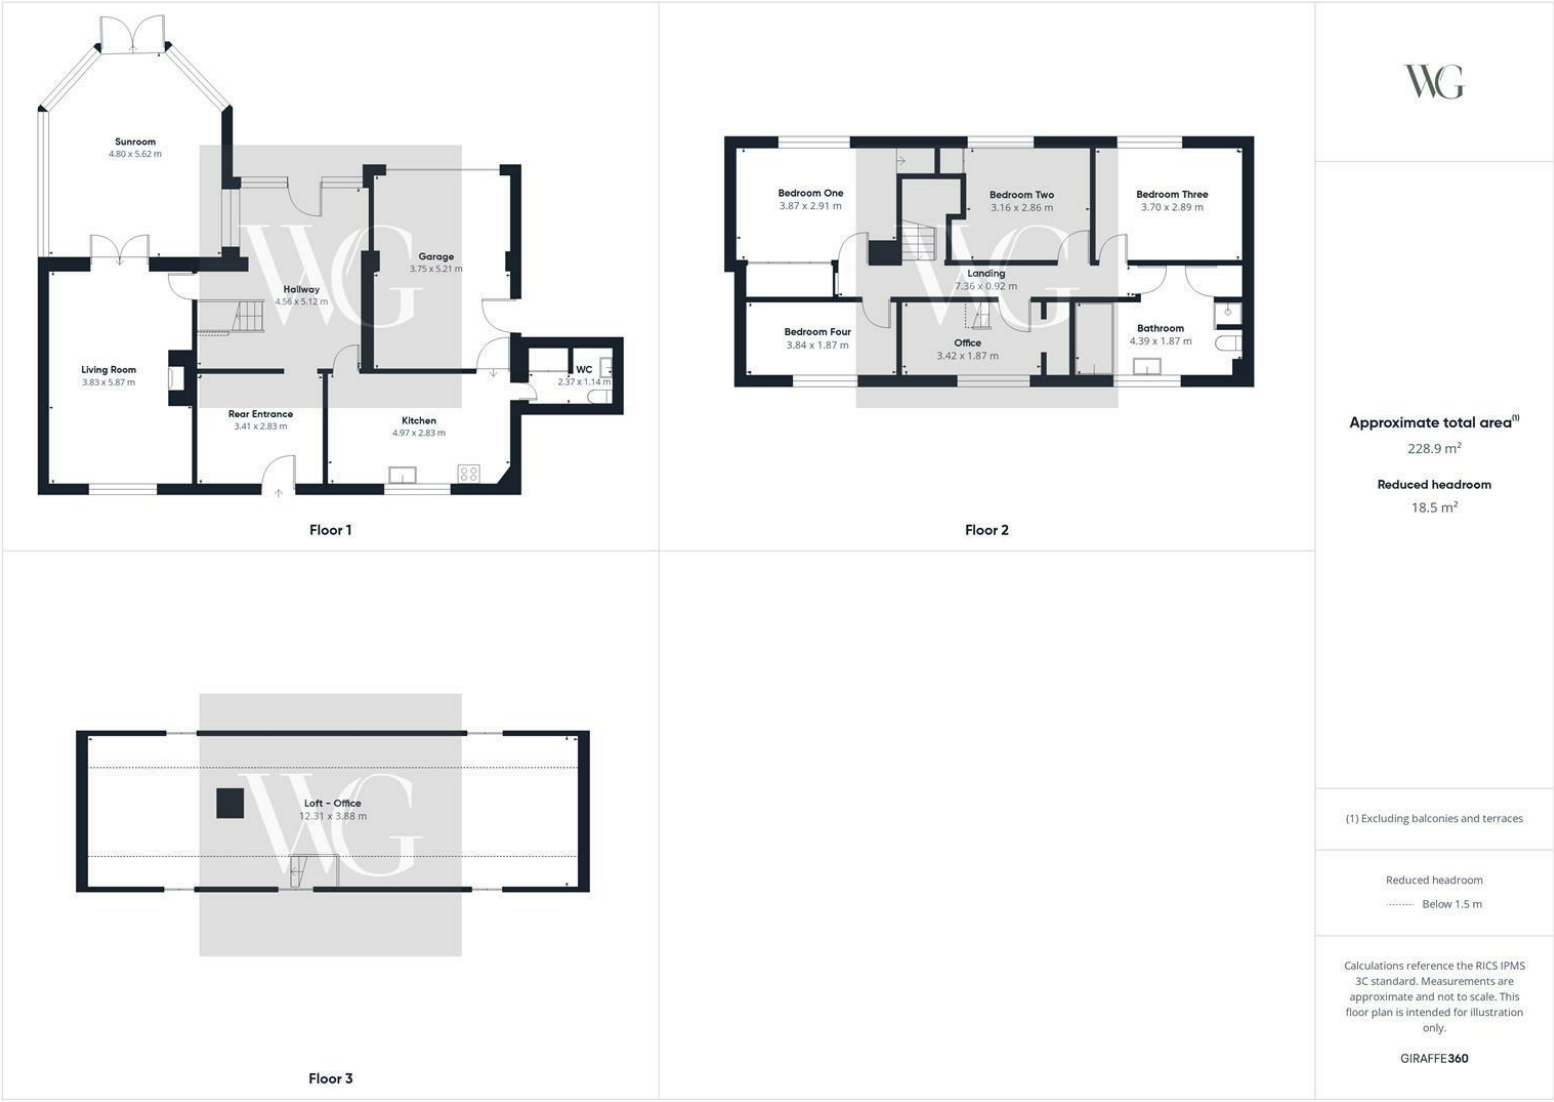 Sunroom
4.80 x 5.62 m
Garage
3.75 x 5.21 m
Hallway
4.56 x 5.12 m
Living Room
3.83 x 5.87 m
WC
2.37 x 1.14 m
Rear Entrance
3.41 x 2.83 m
Kitchen
4.97 x 2.83 m
WG
Floor 1
Bedroom One
3.87 x 2.91 m
Bedroom Two
3.16 x 2.86 m
Bedroom Three
3.70 x 2.89 m
Landing
7.36 x 0.92 m
Bedroom Four
3.84 x 1.87 m
Office
3.42 x 1.87 m
Bathroom
4.39 x 1.87 m
WG
Floor 2
Loft - Office
12.31 x 3.88 m
WG
Floor 3
WG
Approximate total area(1)
228.9 m²
Reduced headroom
18.5 m²
(1) Excluding balconies and terraces
Reduced headroom
Below 1.5 m
Calculations reference the RICS IPMS
3C standard. Measurements are
approximate and not to scale. This
floor plan is intended for illustration
only.
GIRAFFE360